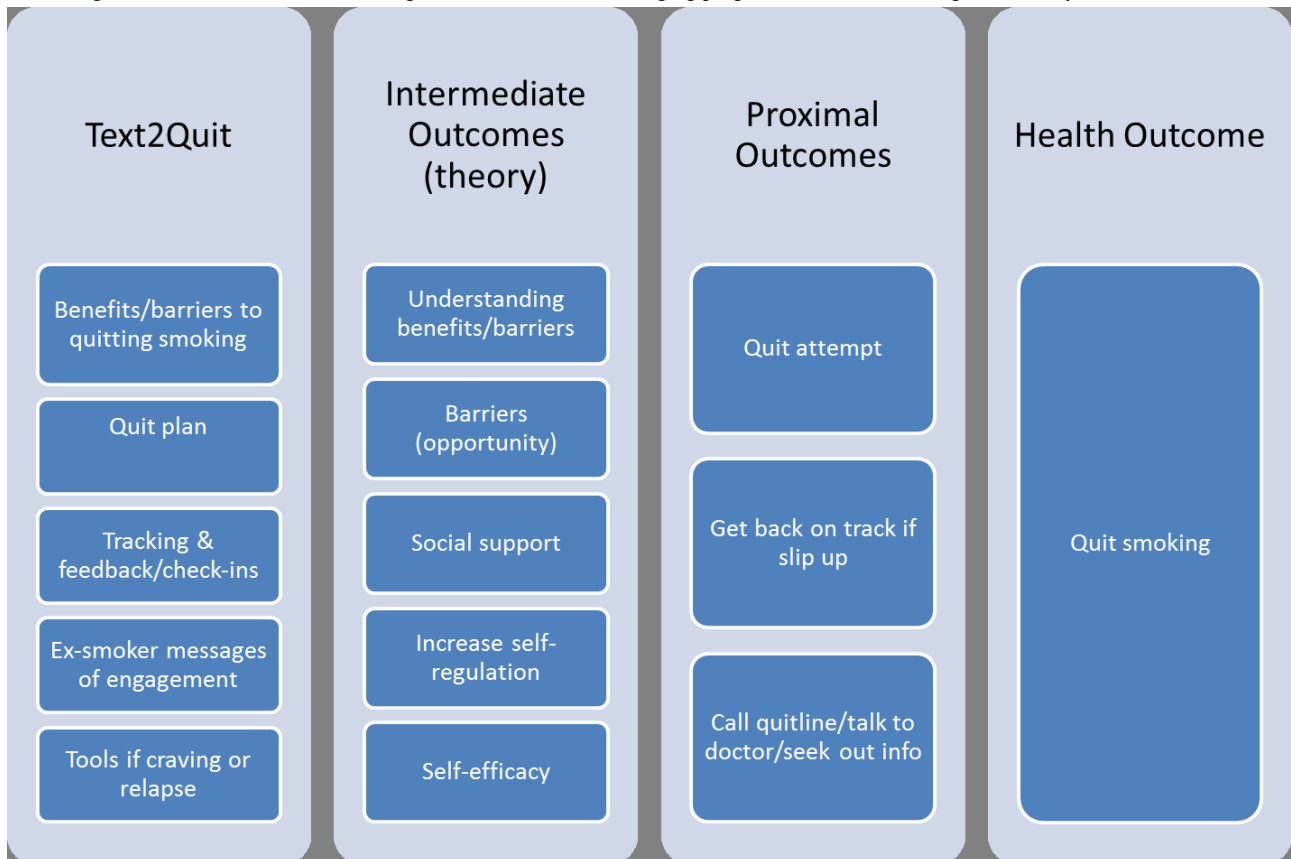 Text2Quit
Benefits/barriers to
quitting smoking
Quit plan
Tracking &
feedback/check-ins
Ex-smoker messages
of engagement
Tools if craving or
relapse
Intermediate
Outcomes
(theory)
Understanding
benefits/barriers
Barriers
(opportunity)
Social support
Increase self-
regulation
Self-efficacy
Proximal
Outcomes
Quit attempt
Get back on track if
slip up
Call quitline/talk to
doctor/seek out info
Health Outcome
Quit smoking